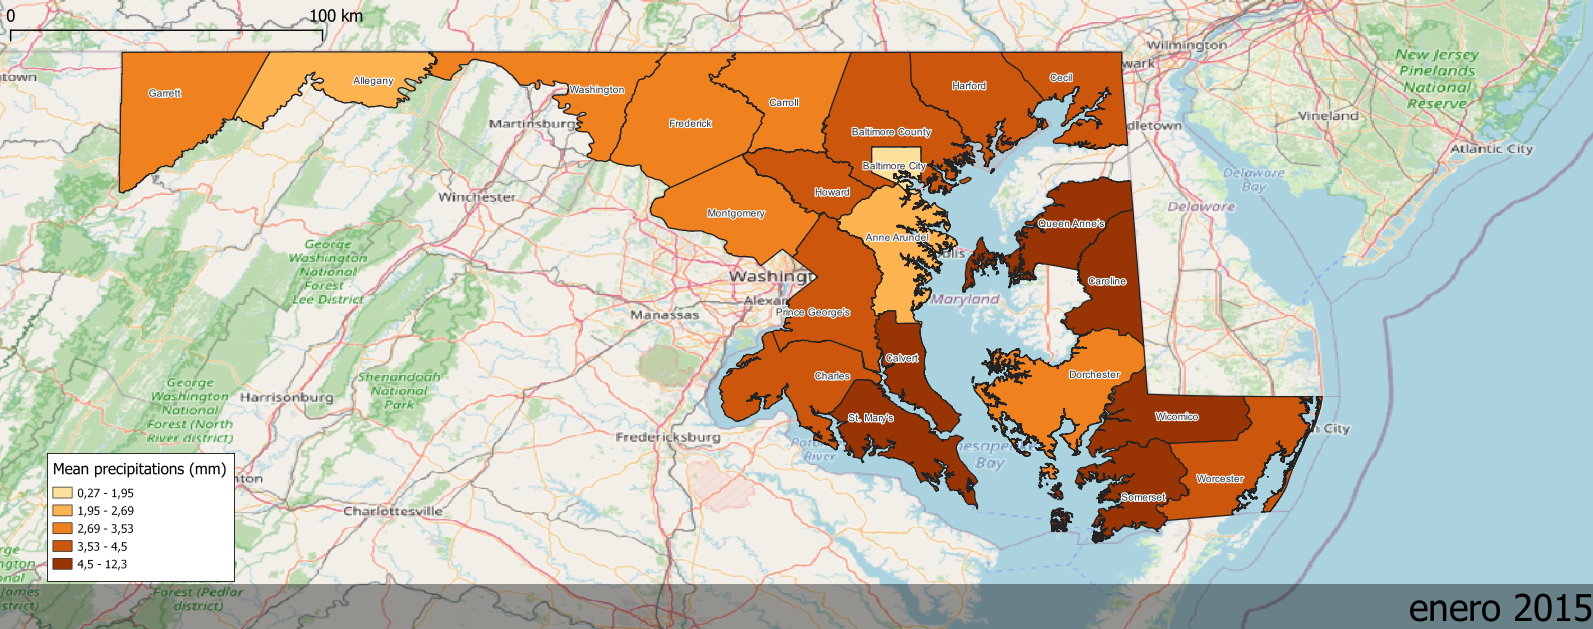 0
100 km
Wilmington
wark
town
Garrett
Allegany
Washington
Frederick
Carroll
Harford
Cecil
Baltimore County
Baltimore City
New Jersey
Pinelands
National
Reserve
Vineland
Martinsburg
dletown
Atlantic City
Delaware
Bay
Winchester
Howard
Montgomery
Delaware
Queen Anne's
Anne Arundel
olis
George
Washington
National
Forest
Lee District)
Washingt
Alexan
Maryland
Caroline
Manassas
Prince George's
Calvert
Charles
Dorchester
Shenandoah
National
Park
George
Washington
National
Forest (North
River district)
Harrisonburg
St. Mary's
Wicomico
n City
Fredericksburg
Poto
River
hesape
Bay
Worcester
Somerset
Mean precipitations (mm)
0,27 - 1,95
1,95 - 2,69
2,69 - 3,53
3,53 - 4,5
4,5 - 12,3
nton
Charlottesville
rge
ngton
nal
James
strict)
Forest (Pedlar
district)
enero 2015